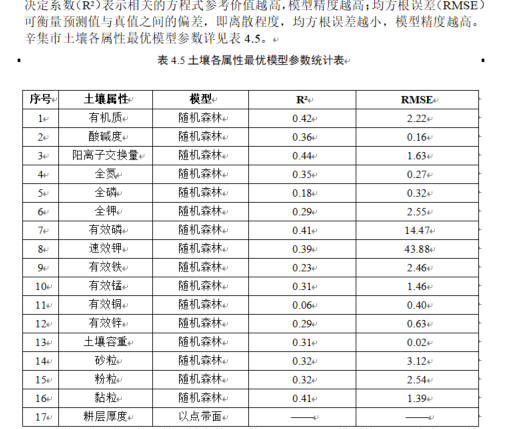 决定系数（R²）表示相关的方程式参考价值越高，模型精度越高；均方根误差（RMSE）
可衡量预测值与真值之间的偏差，即离散程度，均方根误差越小，模型精度越高。
辛集市土壤各属性最优模型参数详见表 4.5。
表 4.5 土壤各属性最优模型参数统计表
序号 土壤属性 模型 R² RMSE
1 有机质 随机森林 0.42 2.22
2 酸碱度 随机森林 0.36 0.16
3 阳离子交换量 随机森林 0.44 1.63
4 全氮 随机森林 0.35 0.27
5 全磷 随机森林 0.18 0.32
6 全钾 随机森林 0.29 2.55
7 有效磷 随机森林 0.41 14.47
8 速效钾 随机森林 0.39 43.88
9 有效铁 随机森林 0.23 2.46
10 有效锰 随机森林 0.31 1.46
11 有效铜 随机森林 0.06 0.40
12 有效锌 随机森林 0.29 0.63
13 土壤容重 随机森林 0.31 0.02
14 砂粒 随机森林 0.32 3.12
15 粉粒 随机森林 0.32 2.54
16 黏粒 随机森林 0.41 1.39
17 耕层厚度 以点带面 —— ——